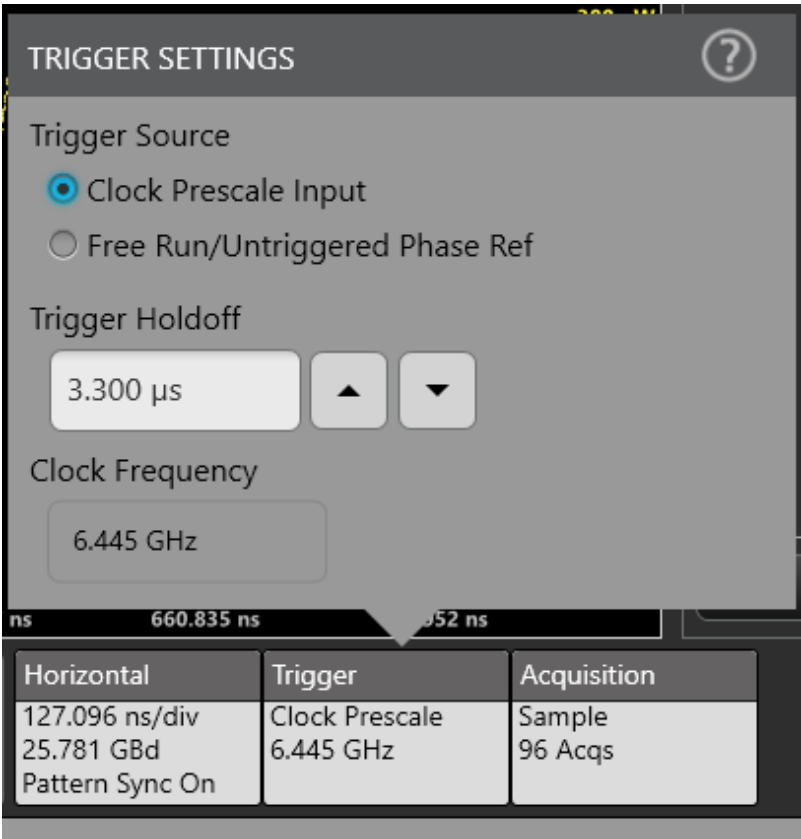 TRIGGER SETTINGS
?
Trigger Source
Clock Prescale Input
Free Run/Untriggered Phase Ref
Trigger Holdoff
3.300 µs
Clock Frequency
6.445 GHz
ns 660.835 ns 952 ns
Horizontal
127.096 ns/div
25.781 GBd
Pattern Sync On
Trigger
Clock Prescale
6.445 GHz
Acquisition
Sample
96 Acqs